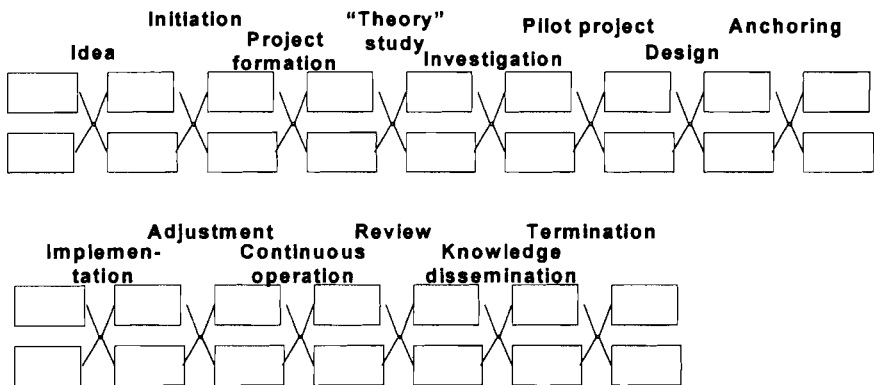 Idea
Initiation
Project
formation
“Theory”
study
Investigation
Pilot project
Design
Anchoring
Implemen-
tation
Adjustment
Continuous
operation
Review
Knowledge
dissemination
Termination